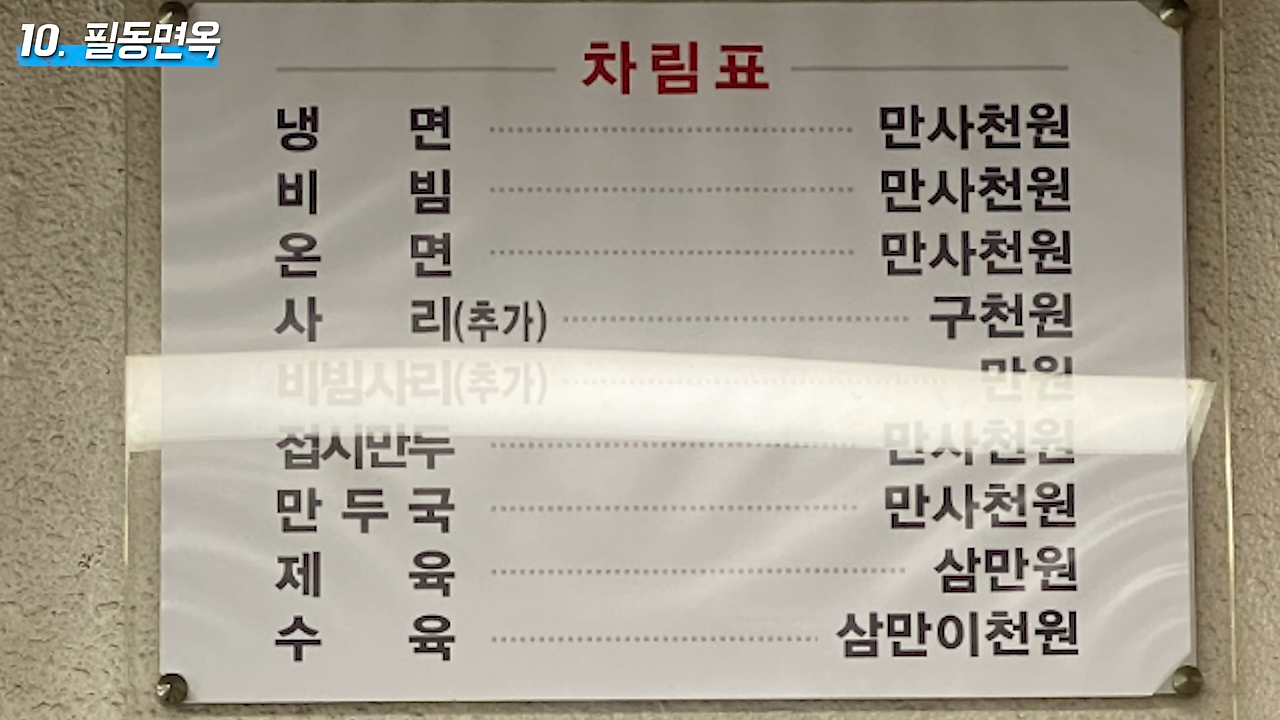 10. 필동면옥
차림표
냉면 만사천원
비빔 만사천원
온면 만사천원
사리(추가) 구천원
비빔사리(추가) 만원
접시만두 만사천원
만두국 만사천원
제육 삼만원
수육 삼만이천원